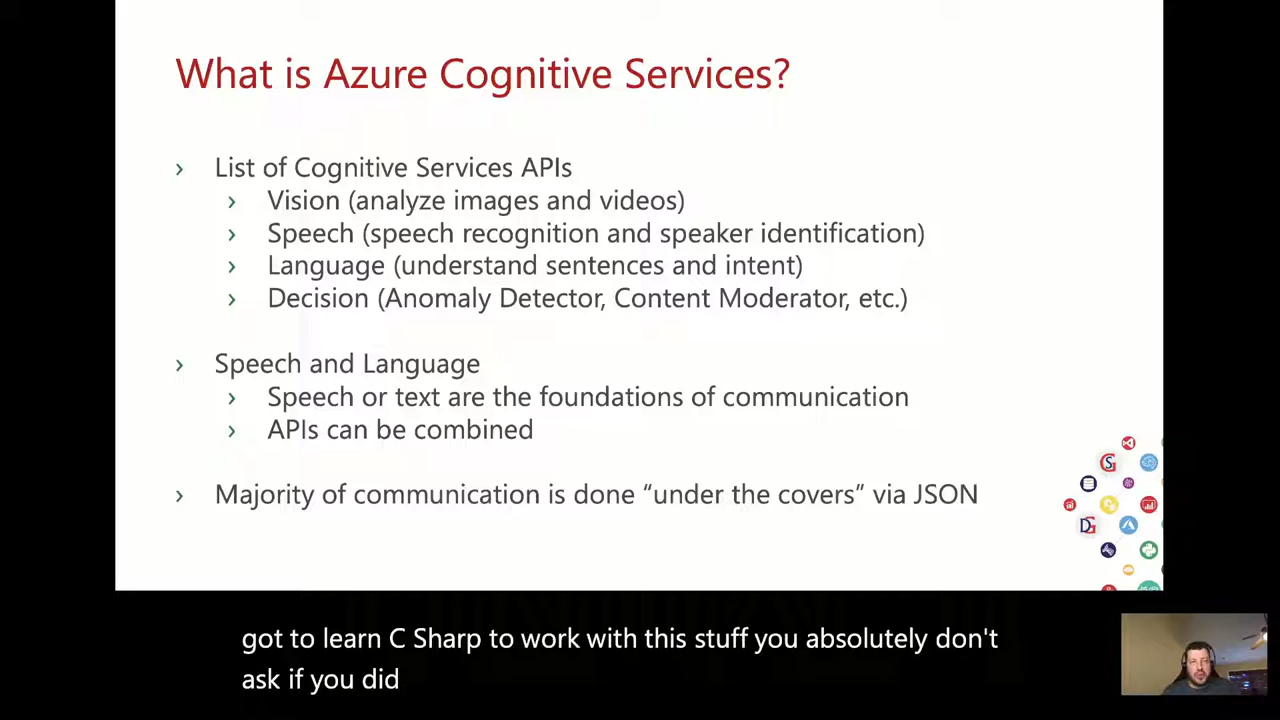 What is Azure Cognitive Services?
› List of Cognitive Services APIs
› Vision (analyze images and videos)
› Speech (speech recognition and speaker identification)
› Language (understand sentences and intent)
› Decision (Anomaly Detector, Content Moderator, etc.)
› Speech and Language
› Speech or text are the foundations of communication
› APIs can be combined
› Majority of communication is done “under the covers” via JSON
got to learn C Sharp to work with this stuff you absolutely don't
ask if you did